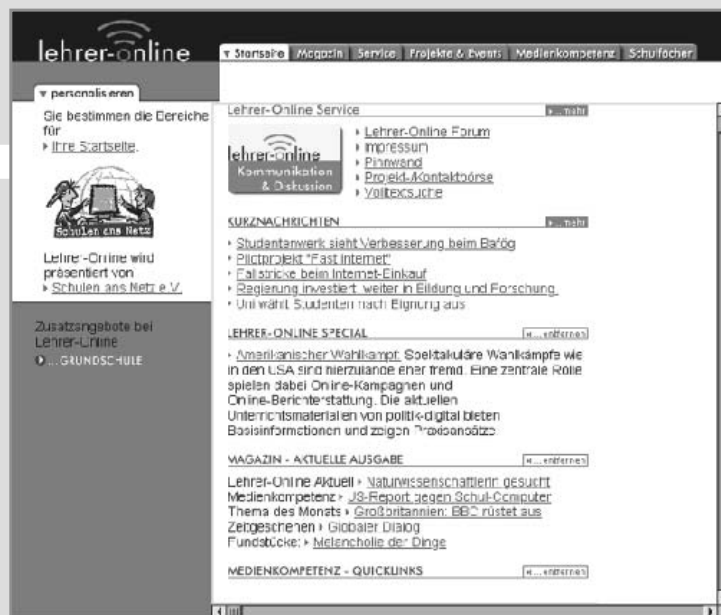 lehrer-online
Startseite Magazin Service Projekte & Events Medienkompetenz Schulfächer
personalisieren
Sie bestimmen die Bereiche
für
Ihre Startseite.
Schulen ans Netz
Lehrer-Online wird
präsentiert von
Schulen ans Netz e.V.
Zusatzangebote bei
Lehrer-Online
...GRUNDSCHULE
Lehrer-Online Service ...mehr
lehrer-online
Kommunikation
& Diskussion
Lehrer-Online Forum
Impressum
Pinnwand
Projekt-/Kontaktbörse
Volltextsuche
KURZNACHRICHTEN ...mehr
Studentenwerk sieht Verbesserung beim Bafög
Pilotprojekt "Fast Internet"
Fallstricke beim Internet-Einkauf
Regierung investiert weiter in Bildung und Forschung
Uni wählt Studenten nach Eignung aus
LEHRER-ONLINE SPECIAL ...entfernen
Amerikanischer Wahlkampf: Spektakuläre Wahlkämpfe wie
in den USA sind hierzulande eher fremd. Eine zentrale Rolle
spielen dabei Online-Kampagnen und
Online-Berichterstattung. Die aktuellen
Unterrichtsmaterialien von politik-digital bieten
Basisinformationen und zeigen Praxisansätze.
MAGAZIN - AKTUELLE AUSGABE ...entfernen
Lehrer-Online Aktuell Naturwissenschaftlerin gesucht
Medienkompetenz US-Report gegen Schul-Computer
Thema des Monats Großbritannien: BBC rüstet aus
Zeitgeschehen Globaler Dialog
Fundstücke: Melancholie der Dinge
MEDIENKOMPETENZ - QUICKLINKS ...entfernen